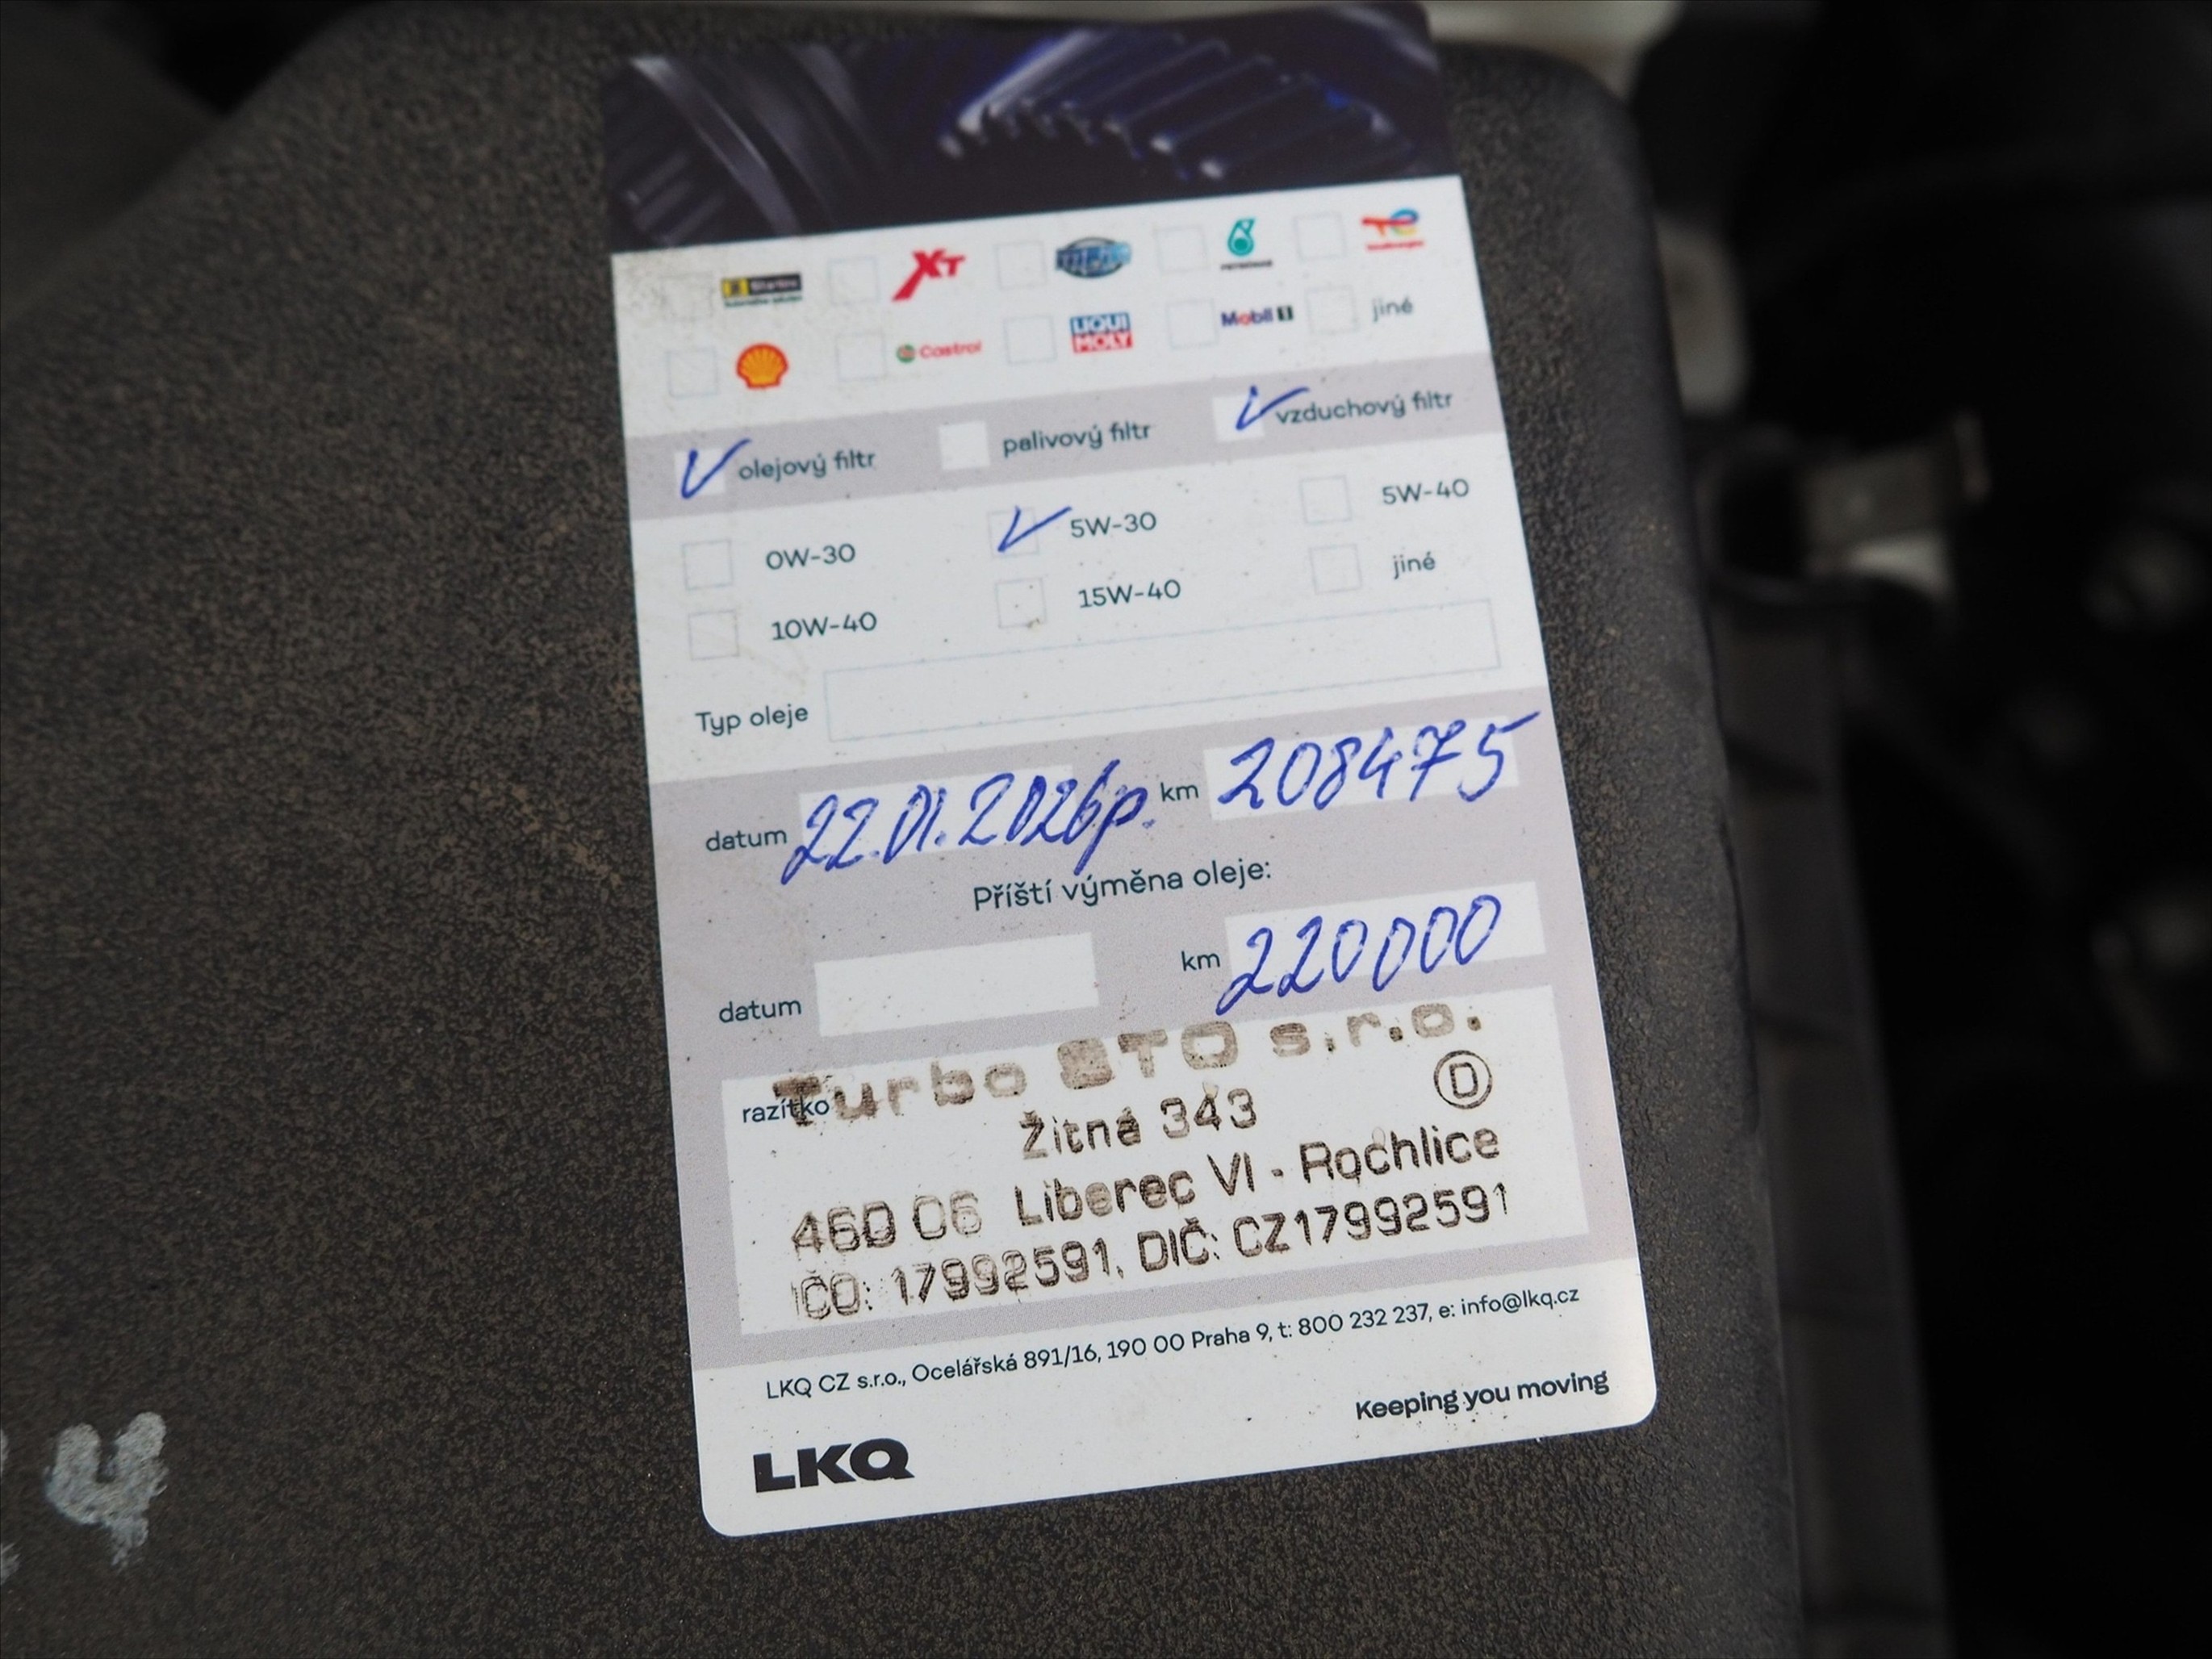 XT PETRONAS TotalEnergies
Castrol LIQUI MOLY Mobil 1 jiné
olejový filtr palivový filtr vzduchový filtr
0W-30 5W-30 5W-40
10W-40 15W-40 jiné
Typ oleje
datum 22.01.2026р. km 208475
Příští výměna oleje:
datum km 220000
razítko Turbo STO s.r.o.
Žitná 343 D
460 06 Liberec VI - Rochlice
IČO: 17992591, DIČ: CZ17992591
LKQ CZ s.r.o., Ocelářská 891/16, 190 00 Praha 9, t: 800 232 237, e: info@lkq.cz
Keeping you moving
LKQ